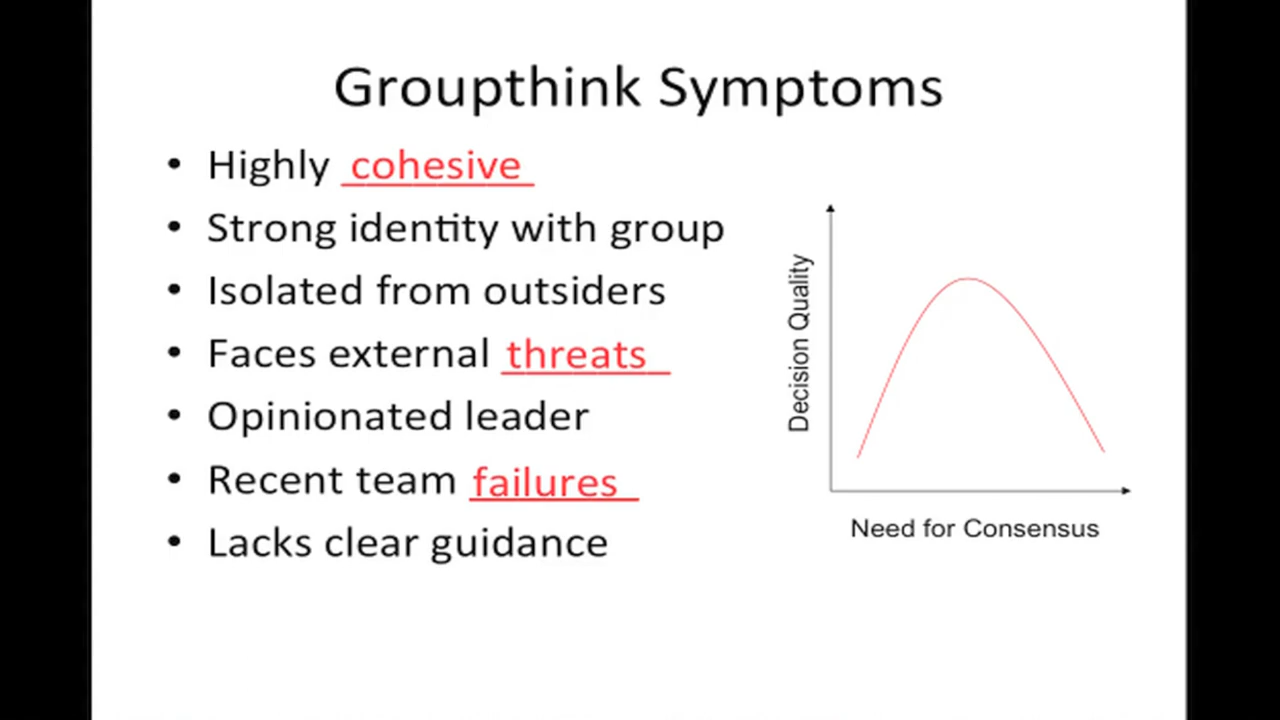 Groupthink Symptoms
• Highly cohesive
• Strong identity with group
• Isolated from outsiders
• Faces external threats
• Opinionated leader
• Recent team failures
• Lacks clear guidance
Decision Quality
Need for Consensus